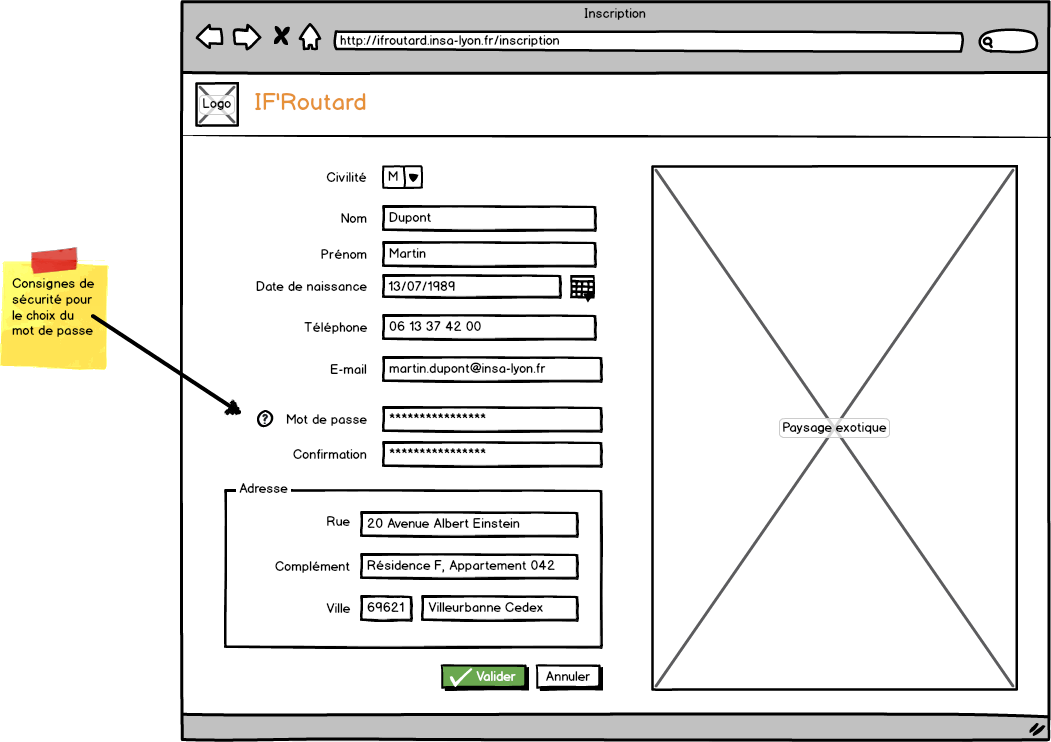 Inscription
http://ifroutard.insa-lyon.fr/inscription
Logo
IF'Routard
Civilité
M
Nom
Dupont
Prénom
Martin
Date de naissance
13/07/1989
Téléphone
06 13 37 42 00
E-mail
martin.dupont@insa-lyon.fr
Consignes de
sécurité pour
le choix du
mot de passe
?
Mot de passe
****************
Confirmation
****************
Adresse
Rue
20 Avenue Albert Einstein
Complément
Résidence F, Appartement 042
Ville
69621
Villeurbanne Cedex
Valider
Annuler
Paysage exotique